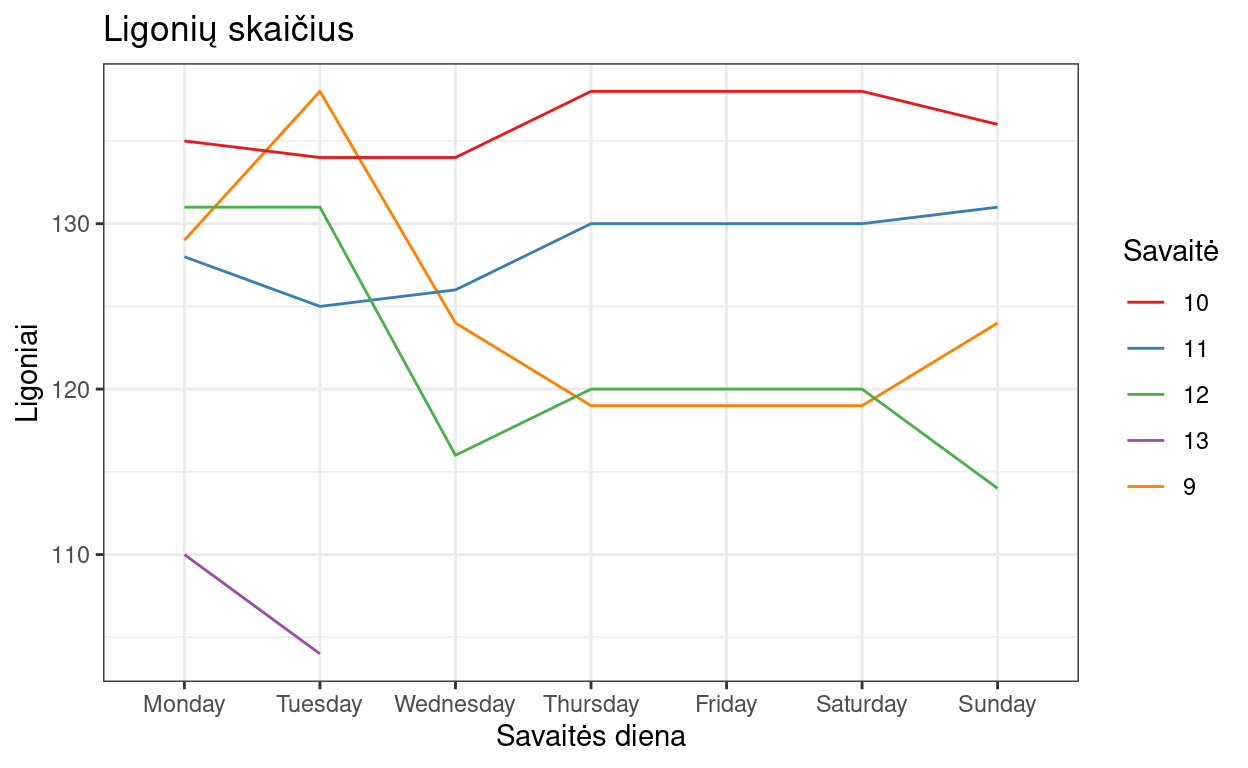 Ligonių skaičius
Ligoniai
130
120
110
Monday Tuesday Wednesday Thursday Friday Saturday Sunday
Savaitės diena
Savaitė
10
11
12
13
9